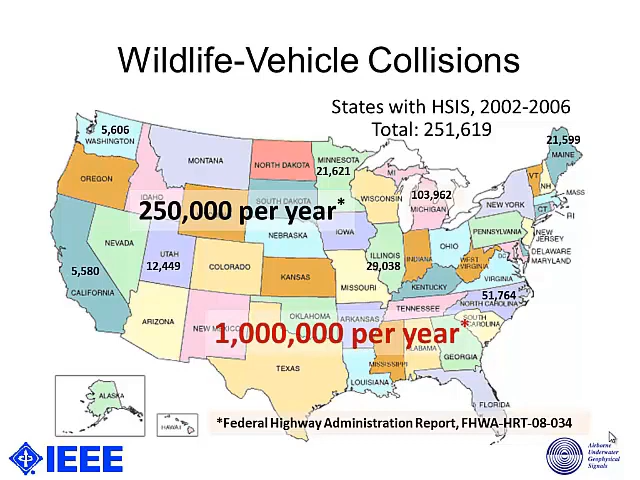 Wildlife-Vehicle Collisions
States with HSIS, 2002-2006
Total: 251,619
5,606
WASHINGTON
MONTANA
NORTH DAKOTA
MINNESOTA
21,621
21,599
MAINE
OREGON
IDAHO
SOUTH DAKOTA
WISCONSIN
MI
103,962
MICHIGAN
VT
NH
MASS
NEW YORK
CT
RI
250,000 per year*
NEVADA
UTAH
12,449
NEBRASKA
IOWA
ILLINOIS
29,038
INDIANA
OHIO
PENNSYLVANIA
NEW
JERSEY
DELAWARE
MARYLAND
DC
WEST
VIRGINIA
VIRGINIA
5,580
CALIFORNIA
COLORADO
KANSAS
MISSOURI
KENTUCKY
51,764
NORTH CAROLINA
ARIZONA
NEW MEXICO
OKLAHOMA
ARKANSAS
TENNESSEE
SOUTH
CAROLINA
1,000,000 per year*
TEXAS
LOUISIANA
MISSISSIPPI
ALABAMA
GEORGIA
FLORIDA
ALASKA
HAWAII
*Federal Highway Administration Report, FHWA-HRT-08-034
IEEE
Airborne
Underwater
Geophysical
Signals